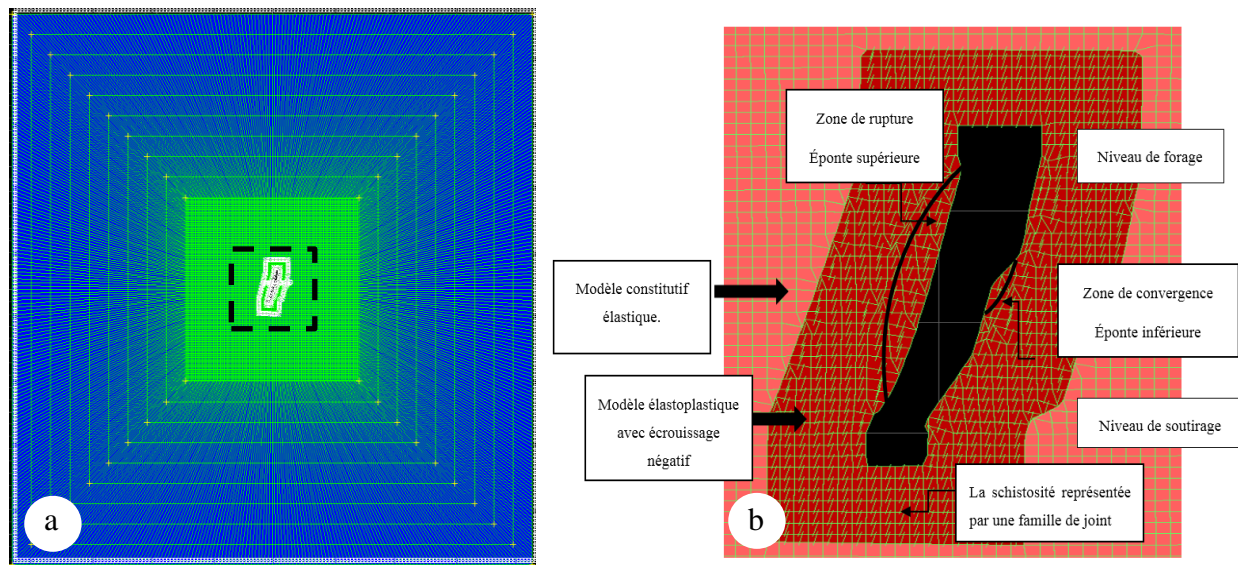 Zone de rupture
Éponte supérieure
Niveau de forage
Modèle constitutif
élastique.
Zone de convergence
Éponte inférieure
Modèle élastoplastique
avec écrouissage
négatif
Niveau de soutirage
La schistosité représentée
par une famille de joint
a
b